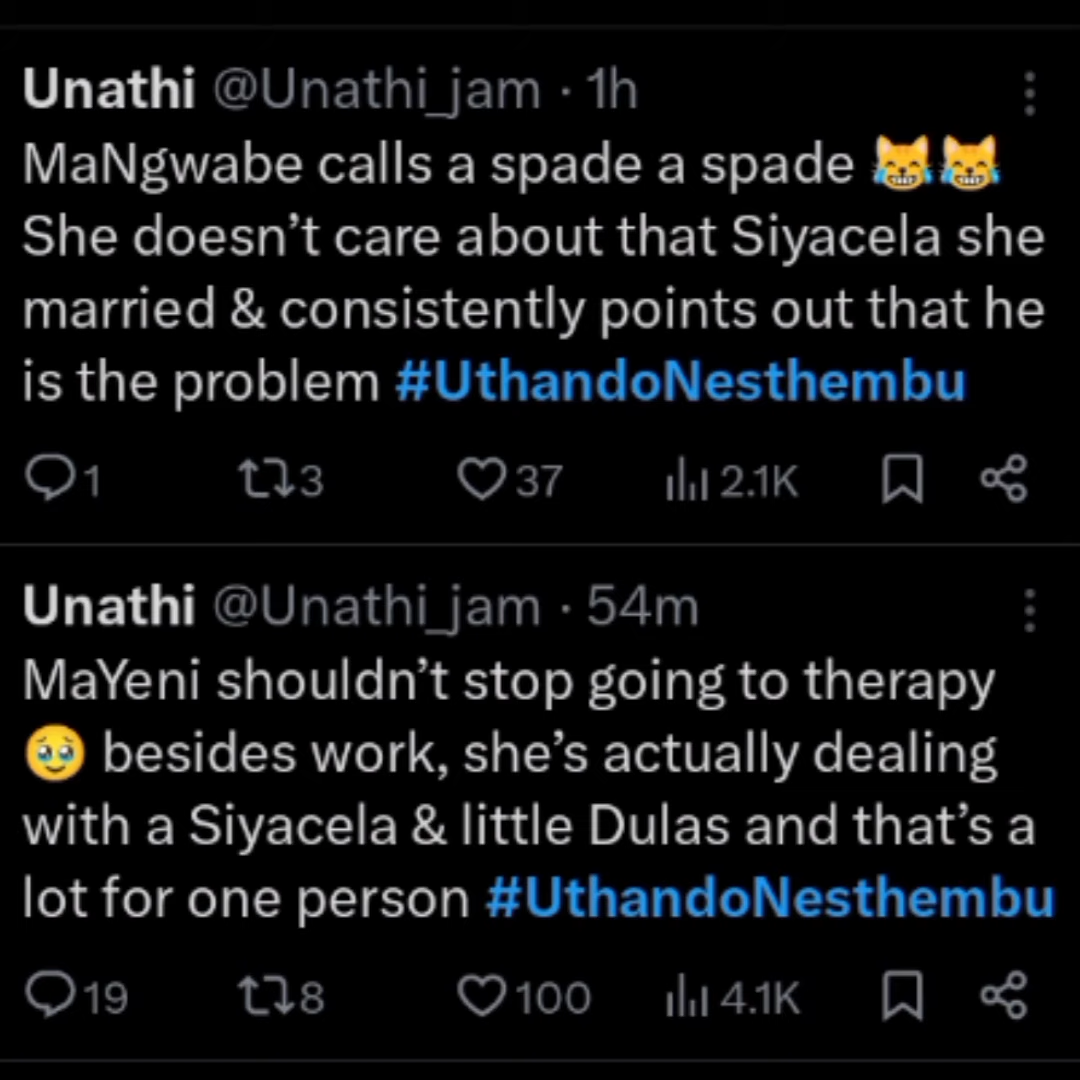 Unathi @Unathi_jam · 1h
MaNgwabe calls a spade a spade 😹😹
She doesn’t care about that Siyacela she
married & consistently points out that he
is the problem #UthandoNesthembu
1 3 37 2.1K
Unathi @Unathi_jam · 54m
MaYeni shouldn’t stop going to therapy
🥹 besides work, she’s actually dealing
with a Siyacela & little Dulas and that’s a
lot for one person #UthandoNesthembu
19 8 100 4.1K